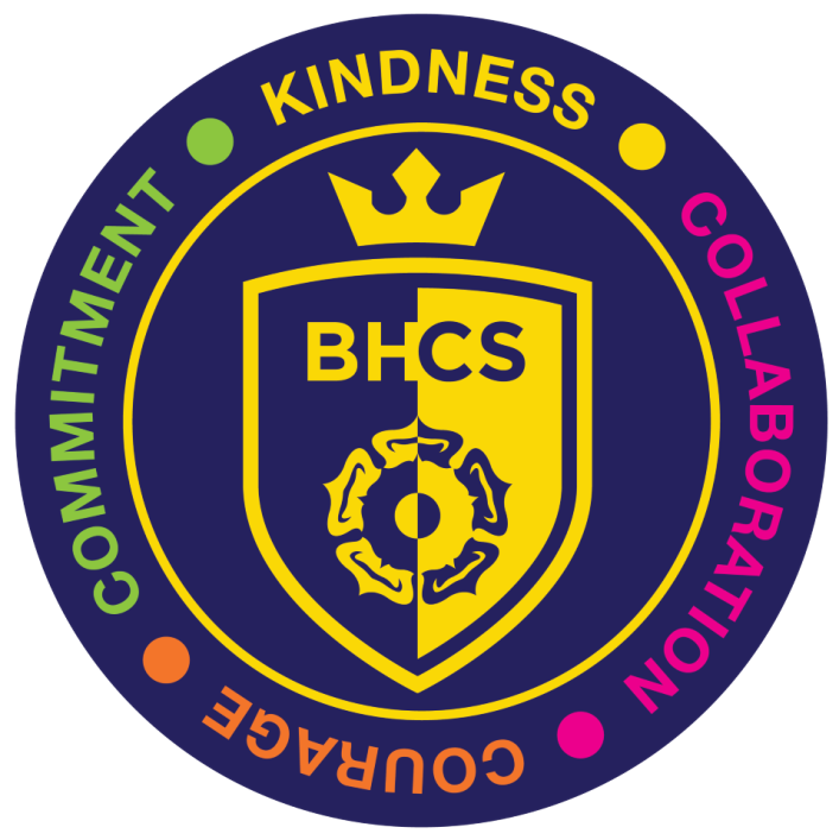 KINDNESS
COLLABORATION
COURAGE
COMMITMENT
BHCS